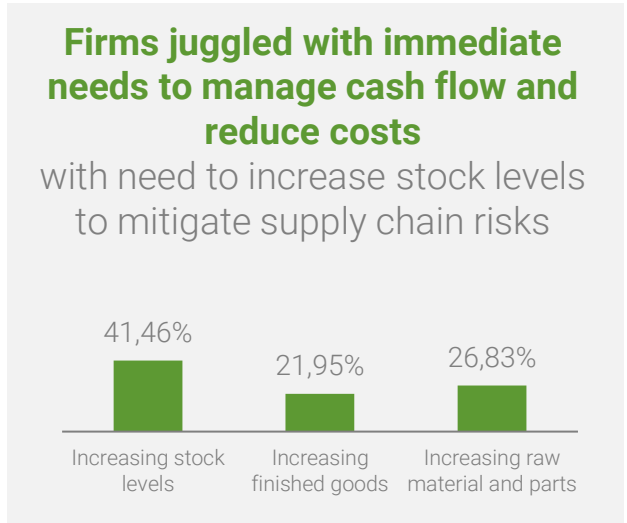 Firms juggled with immediate
needs to manage cash flow and
reduce costs
with need to increase stock levels
to mitigate supply chain risks
41,46%
21,95%
26,83%
Increasing stock
levels
Increasing
finished goods
Increasing raw
material and parts